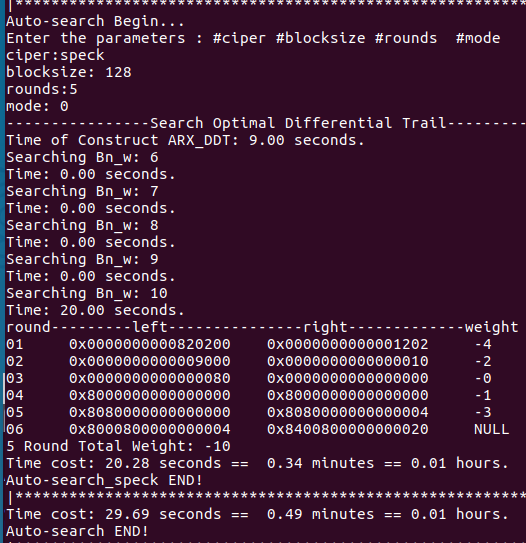 |***************************************************************
Auto-search Begin...
Enter the parameters : #ciper #blocksize #rounds  #mode
ciper:speck
blocksize: 128
rounds:5
mode: 0
----------------Search Optimal Differential Trail---------
Time of Construct ARX_DDT: 9.00 seconds.
Searching Bn_w: 6
Time: 0.00 seconds.
Searching Bn_w: 7
Time: 0.00 seconds.
Searching Bn_w: 8
Time: 0.00 seconds.
Searching Bn_w: 9
Time: 0.00 seconds.
Searching Bn_w: 10
Time: 20.00 seconds.
round---------left---------------right-------------weight
01     0x0000000000820200    0x0000000000001202     -4
02     0x0000000000009000    0x0000000000000010     -2
03     0x0000000000000080    0x0000000000000000     -0
04     0x8000000000000000    0x8000000000000000     -1
05     0x8080000000000000    0x8080000000000004     -3
06     0x8000800000000004    0x8400800000000020    NULL
5 Round Total Weight: -10
Time cost: 20.28 seconds ==  0.34 minutes == 0.01 hours.
Auto-search_speck END!
|***************************************************************
Time cost: 29.69 seconds ==  0.49 minutes == 0.01 hours.
Auto-search END!